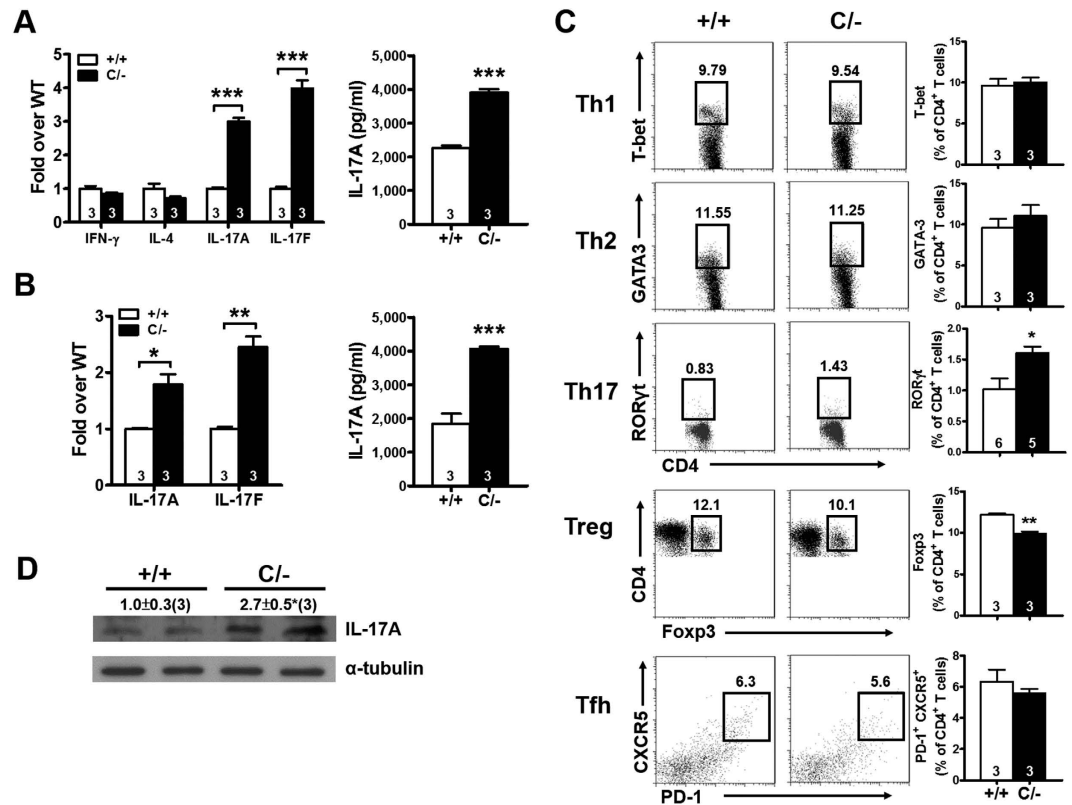 A
+/+
C/-
Fold over WT
6
5
4
3
2
1
0
***
***
3 3 3 3 3 3 3 3
IFN-γ IL-4 IL-17A IL-17F
IL-17A (pg/ml)
5,000
4,000
3,000
2,000
1,000
0
***
3 3
+/+ C/-
B
+/+
C/-
Fold over WT
3
2
1
0
*
**
3 3 3 3
IL-17A IL-17F
IL-17A (pg/ml)
5,000
4,000
3,000
2,000
1,000
0
***
3 3
+/+ C/-
D
+/+ C/-
1.0±0.3(3) 2.7±0.5*(3)
IL-17A
α-tubulin
C
+/+ C/-
Th1
T-bet
9.79 9.54
T-bet
(% of CD4⁺ T cells)
15
10
5
0
3 3
Th2
GATA3
11.55 11.25
GATA-3
(% of CD4⁺ T cells)
15
10
5
0
3 3
Th17
RORγt
0.83 1.43
CD4
RORγt
(% of CD4⁺ T cells)
2.0
1.5
1.0
0.5
0.0
*
6 5
Treg
CD4
12.1 10.1
Foxp3
Foxp3
(% of CD4⁺ T cells)
15
10
5
0
**
3 3
Tfh
CXCR5
6.3 5.6
PD-1
PD-1⁺ CXCR5⁺
(% of CD4⁺ T cells)
8
6
4
2
0
3 3
+/+ C/-